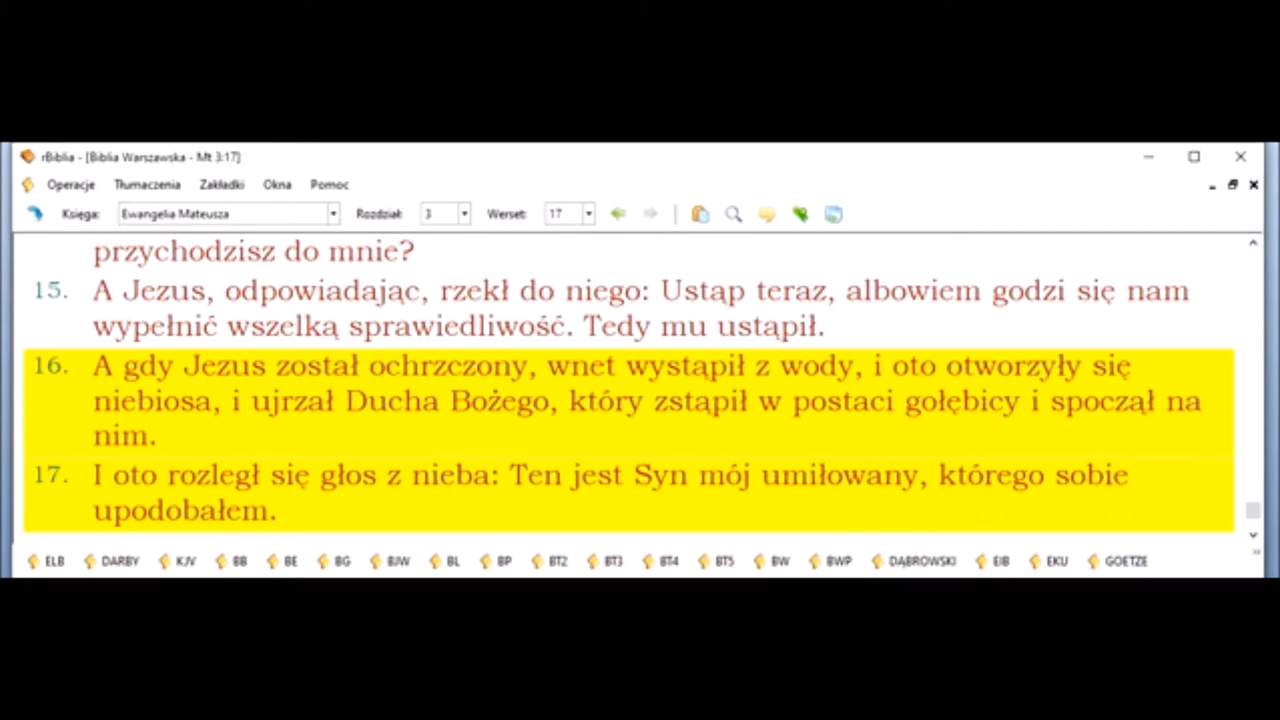 rBiblia - [Biblia Warszawska - Mt 3:17]
Operacje Tłumaczenia Zakładki Okna Pomoc
Księga: Ewangelia Mateusza Rozdział: 3 Werset: 17
przychodzisz do mnie?
15. A Jezus, odpowiadając, rzekł do niego: Ustąp teraz, albowiem godzi się nam
wypełnić wszelką sprawiedliwość. Tedy mu ustąpił.
16. A gdy Jezus został ochrzczony, wnet wystąpił z wody, i oto otworzyły się
niebiosa, i ujrzał Ducha Bożego, który zstąpił w postaci gołębicy i spoczął na
nim.
17. I oto rozległ się głos z nieba: Ten jest Syn mój umiłowany, którego sobie
upodobałem.
ELB DARBY KJV BB BE BG BJW BL BP BT2 BT3 BT4 BT5 BW BWP DĄBROWSKI EIB EKU GOETZE